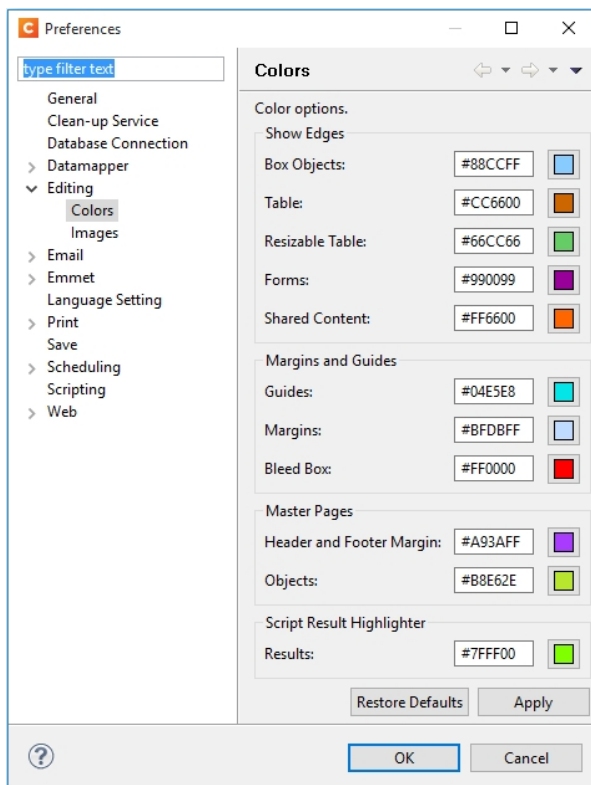 C Preferences
type filter text
General
Clean-up Service
Database Connection
Datamapper
Editing
Colors
Images
Email
Emmet
Language Setting
Print
Save
Scheduling
Scripting
Web
Colors
Color options.
Show Edges
Box Objects: #88CCFF
Table: #CC6600
Resizable Table: #66CC66
Forms: #990099
Shared Content: #FF6600
Margins and Guides
Guides: #04E5E8
Margins: #BFDBFF
Bleed Box: #FF0000
Master Pages
Header and Footer Margin: #A93AFF
Objects: #B8E62E
Script Result Highlighter
Results: #7FFF00
Restore Defaults Apply
? OK Cancel